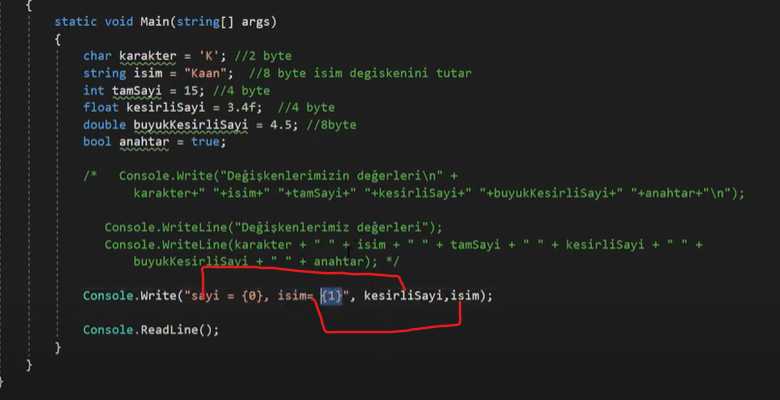 {
static void Main(string[] args)
{
char karakter = 'K'; //2 byte
string isim = "Kaan";  //8 byte isim degiskenini tutar
int tamSayi = 15; //4 byte
float kesirliSayi = 3.4f;  //4 byte
double buyukKesirliSayi = 4.5; //8byte
bool anahtar = true;
/*   Console.Write("Değişkenlerimizin değerleri\n" +
karakter+" "+isim+" "+tamSayi+" "+kesirliSayi+" "+buyukKesirliSayi+" "+anahtar+"\n");
Console.WriteLine("Değişkenlerimiz değerleri");
Console.WriteLine(karakter + " " + isim + " " + tamSayi + " " + kesirliSayi + " " +
buyukKesirliSayi + " " + anahtar); */
Console.Write("sayi = {0}, isim= {1}", kesirliSayi,isim);
Console.ReadLine();
}
}
}